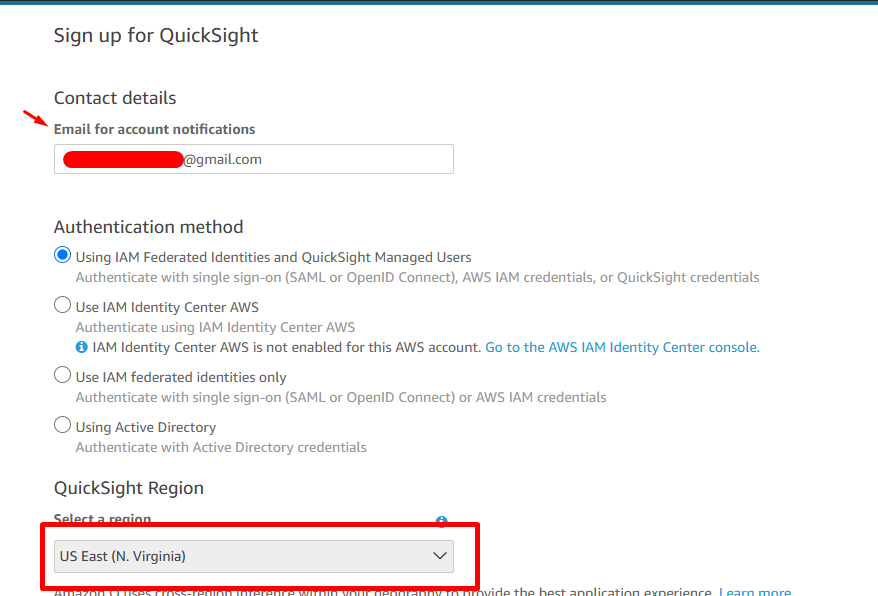 Sign up for QuickSight
Contact details
Email for account notifications
@gmail.com
Authentication method
Using IAM Federated Identities and QuickSight Managed Users
Authenticate with single sign-on (SAML or OpenID Connect), AWS IAM credentials, or QuickSight credentials
Use IAM Identity Center AWS
Authenticate using IAM Identity Center AWS
IAM Identity Center AWS is not enabled for this AWS account. Go to the AWS IAM Identity Center console.
Use IAM federated identities only
Authenticate with single sign-on (SAML or OpenID Connect) or AWS IAM credentials
Using Active Directory
Authenticate with Active Directory credentials
QuickSight Region
Select a region
US East (N. Virginia)
Amazon Q uses cross-region inference within your geography to provide the best application experience. Learn more